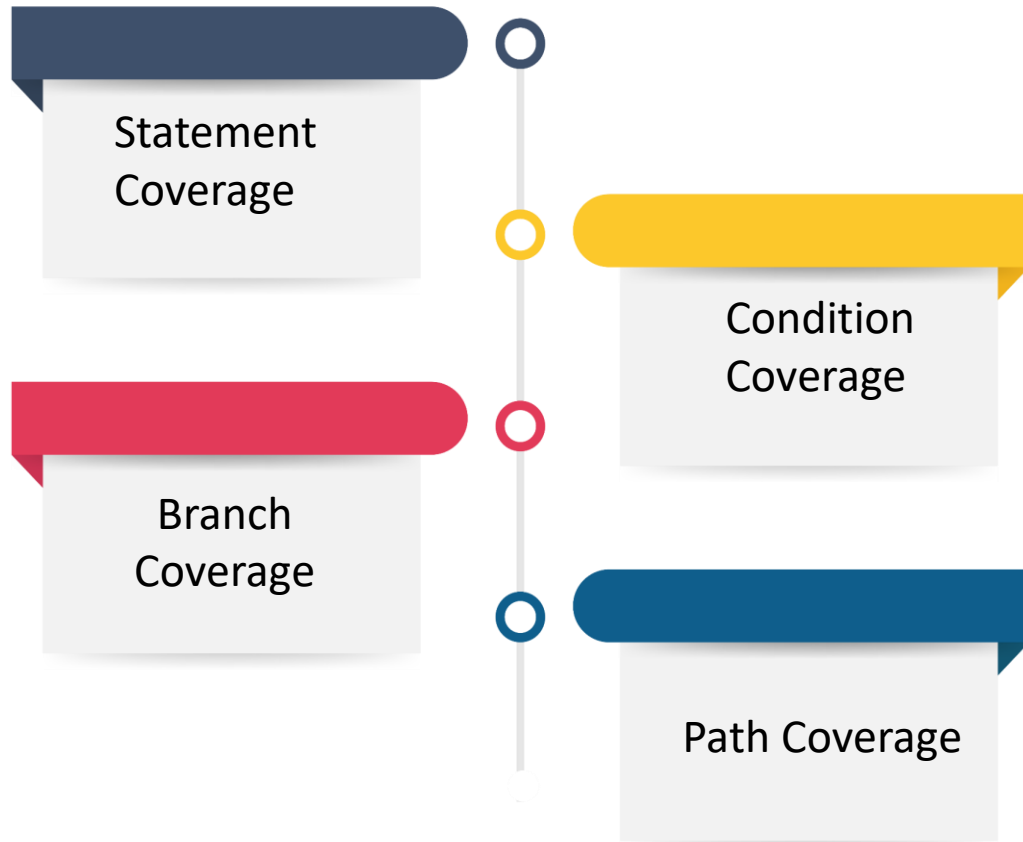 Statement
Coverage
Condition
Coverage
Branch
Coverage
Path Coverage